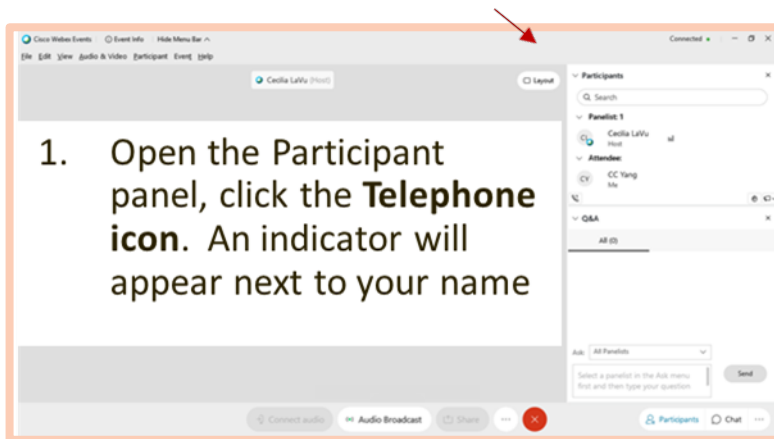 Cisco Webex Events Event Info Hide Menu Bar Connected
File Edit View Audio & Video Participant Event Help
Cecilia LaVu (Host) Layout
Participants
Search
Panelist: 1
Cecilia LaVu
Host
Attendee:
CC Yang
Me
1. Open the Participant
panel, click the Telephone
icon. An indicator will
appear next to your name
Q&A
All (0)
Ask: All Panelists
Select a panelist in the Ask menu
first and then type your question
Send
Connect audio Audio Broadcast Share Participants Chat